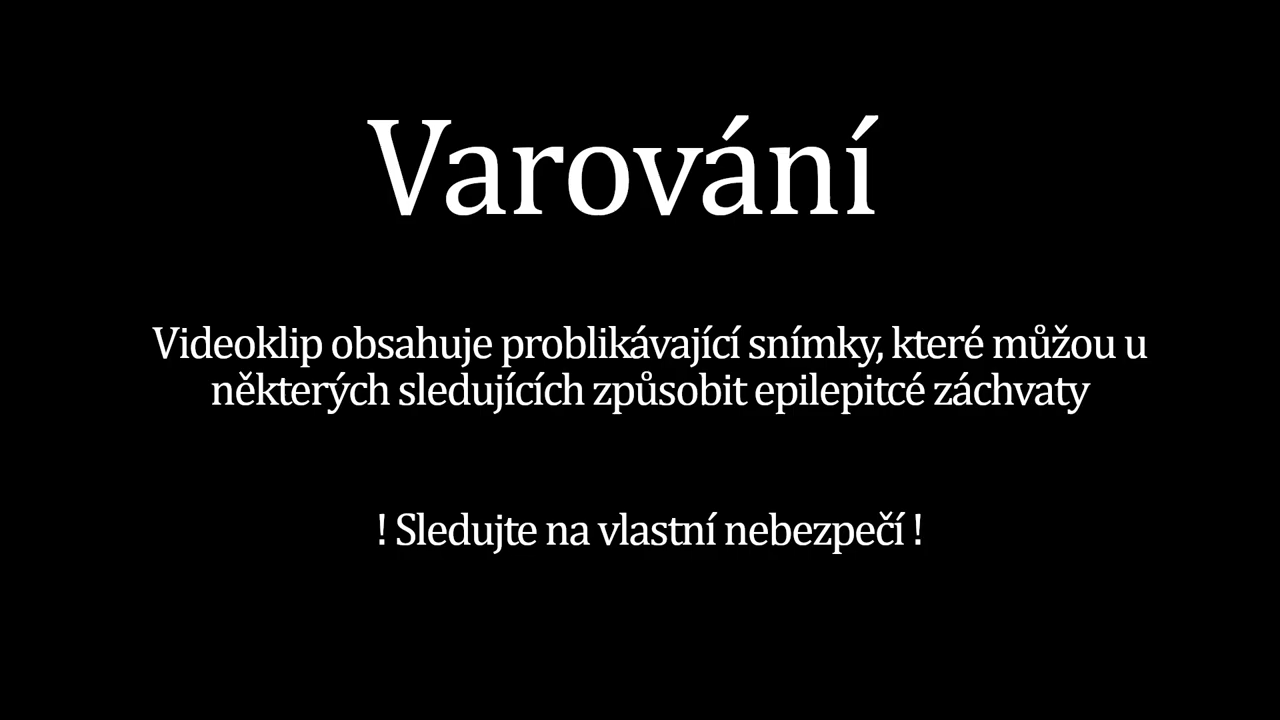 Varování
Videoklip obsahuje problikávající snímky, které můžou u
některých sledujících způsobit epilepitcé záchvaty
! Sledujte na vlastní nebezpečí !